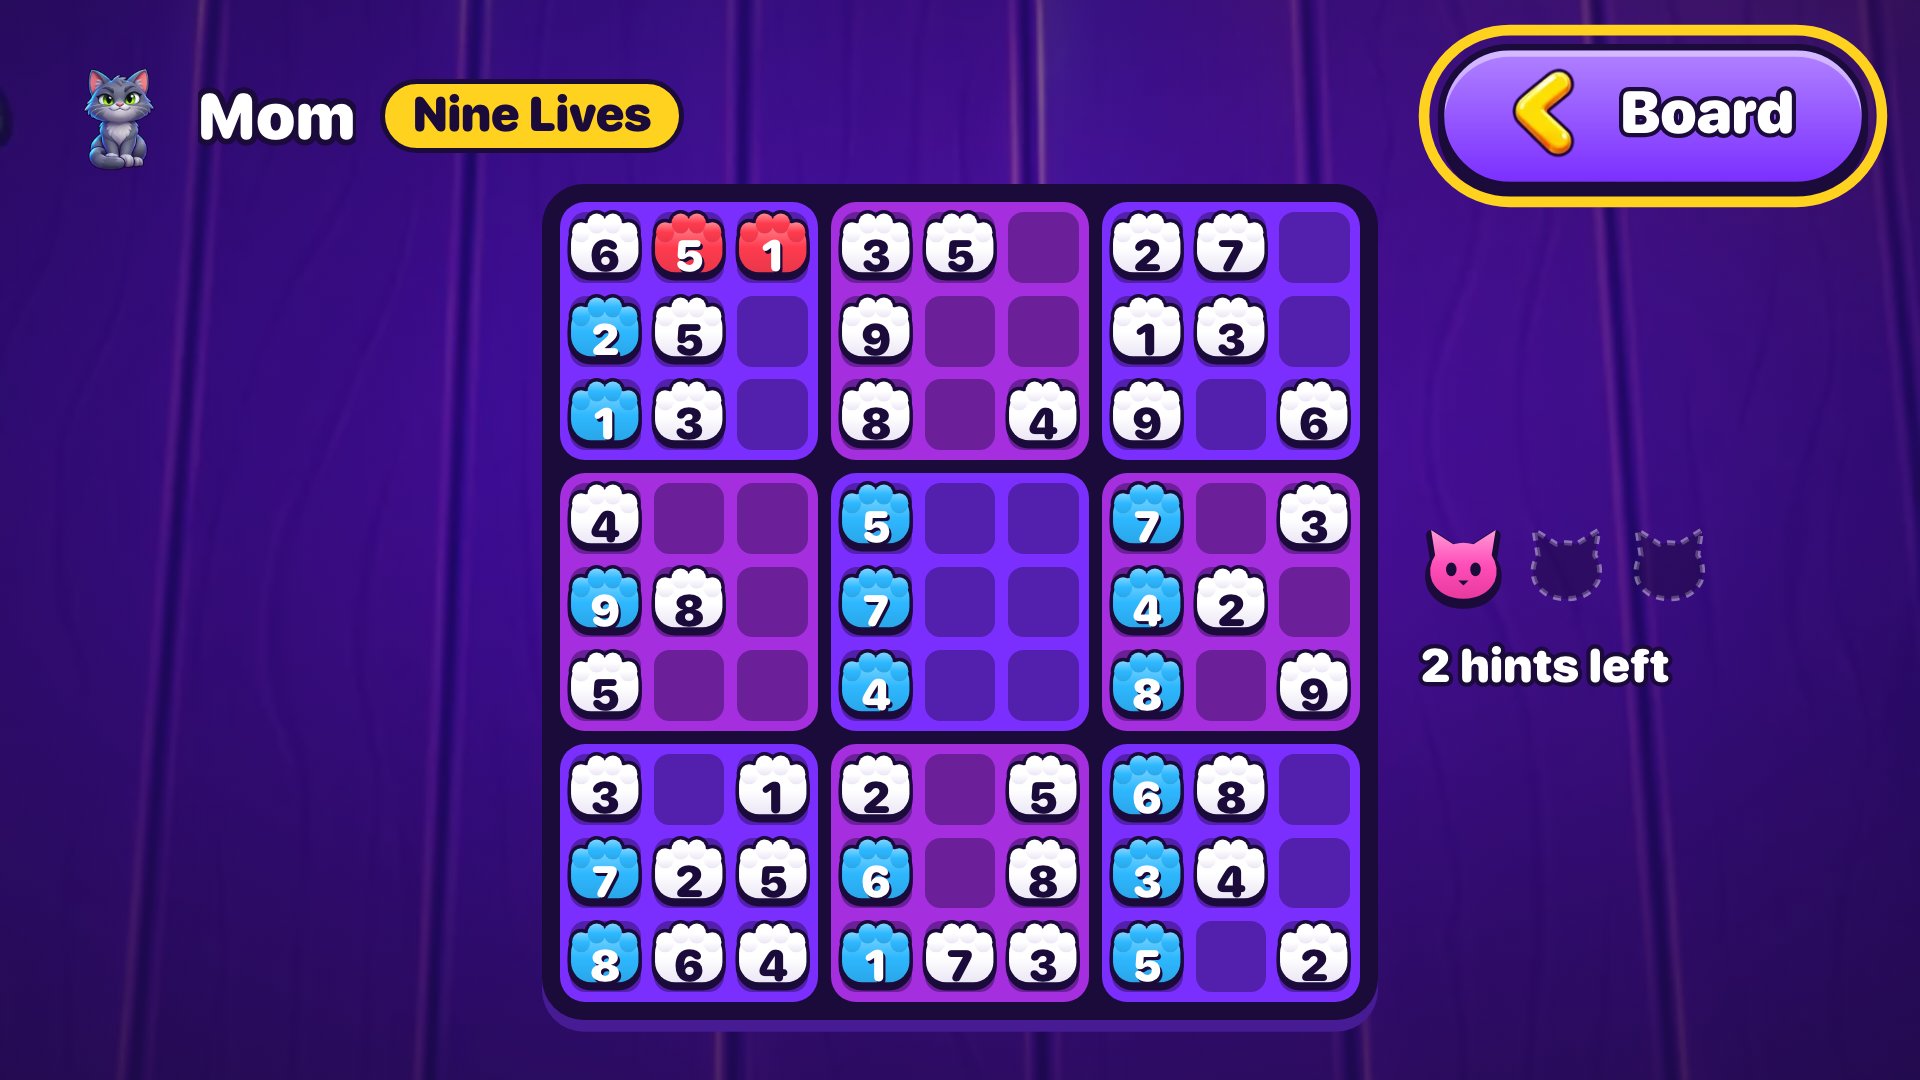 Mom
Nine Lives
Board
6 5 1 3 5 2 7
2 5 9 1 3
1 3 8 4 9 6
4 5 7 3
9 8 7 4 2
5 4 8 9
3 1 2 5 6 8
7 2 5 6 8 3 4
8 6 4 1 7 3 5 2
2 hints left